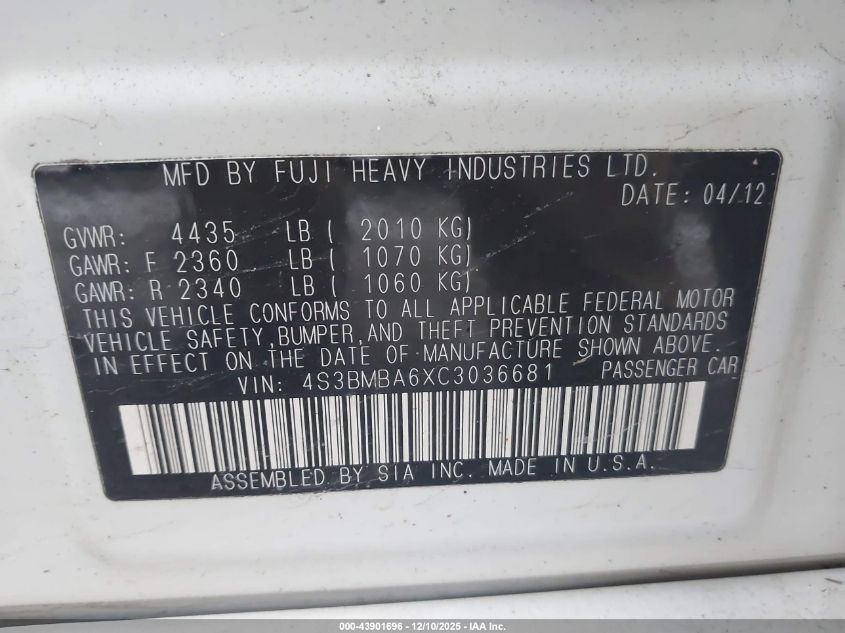 MFD BY FUJI HEAVY INDUSTRIES LTD.
DATE: 04/12
GVWR: 4435 LB ( 2010 KG)
GAWR: F 2360 LB ( 1070 KG)
GAWR: R 2340 LB ( 1060 KG)
THIS VEHICLE CONFORMS TO ALL APPLICABLE FEDERAL MOTOR
VEHICLE SAFETY,BUMPER,AND THEFT PREVENTION STANDARDS
IN EFFECT ON THE DATE OF MANUFACTURE SHOWN ABOVE.
VIN: 4S3BMBA6XC3036681 PASSENGER CAR
ASSEMBLED BY SIA INC. MADE IN U.S.A.
000-43901696 - 12/10/2025 - IAA Inc.